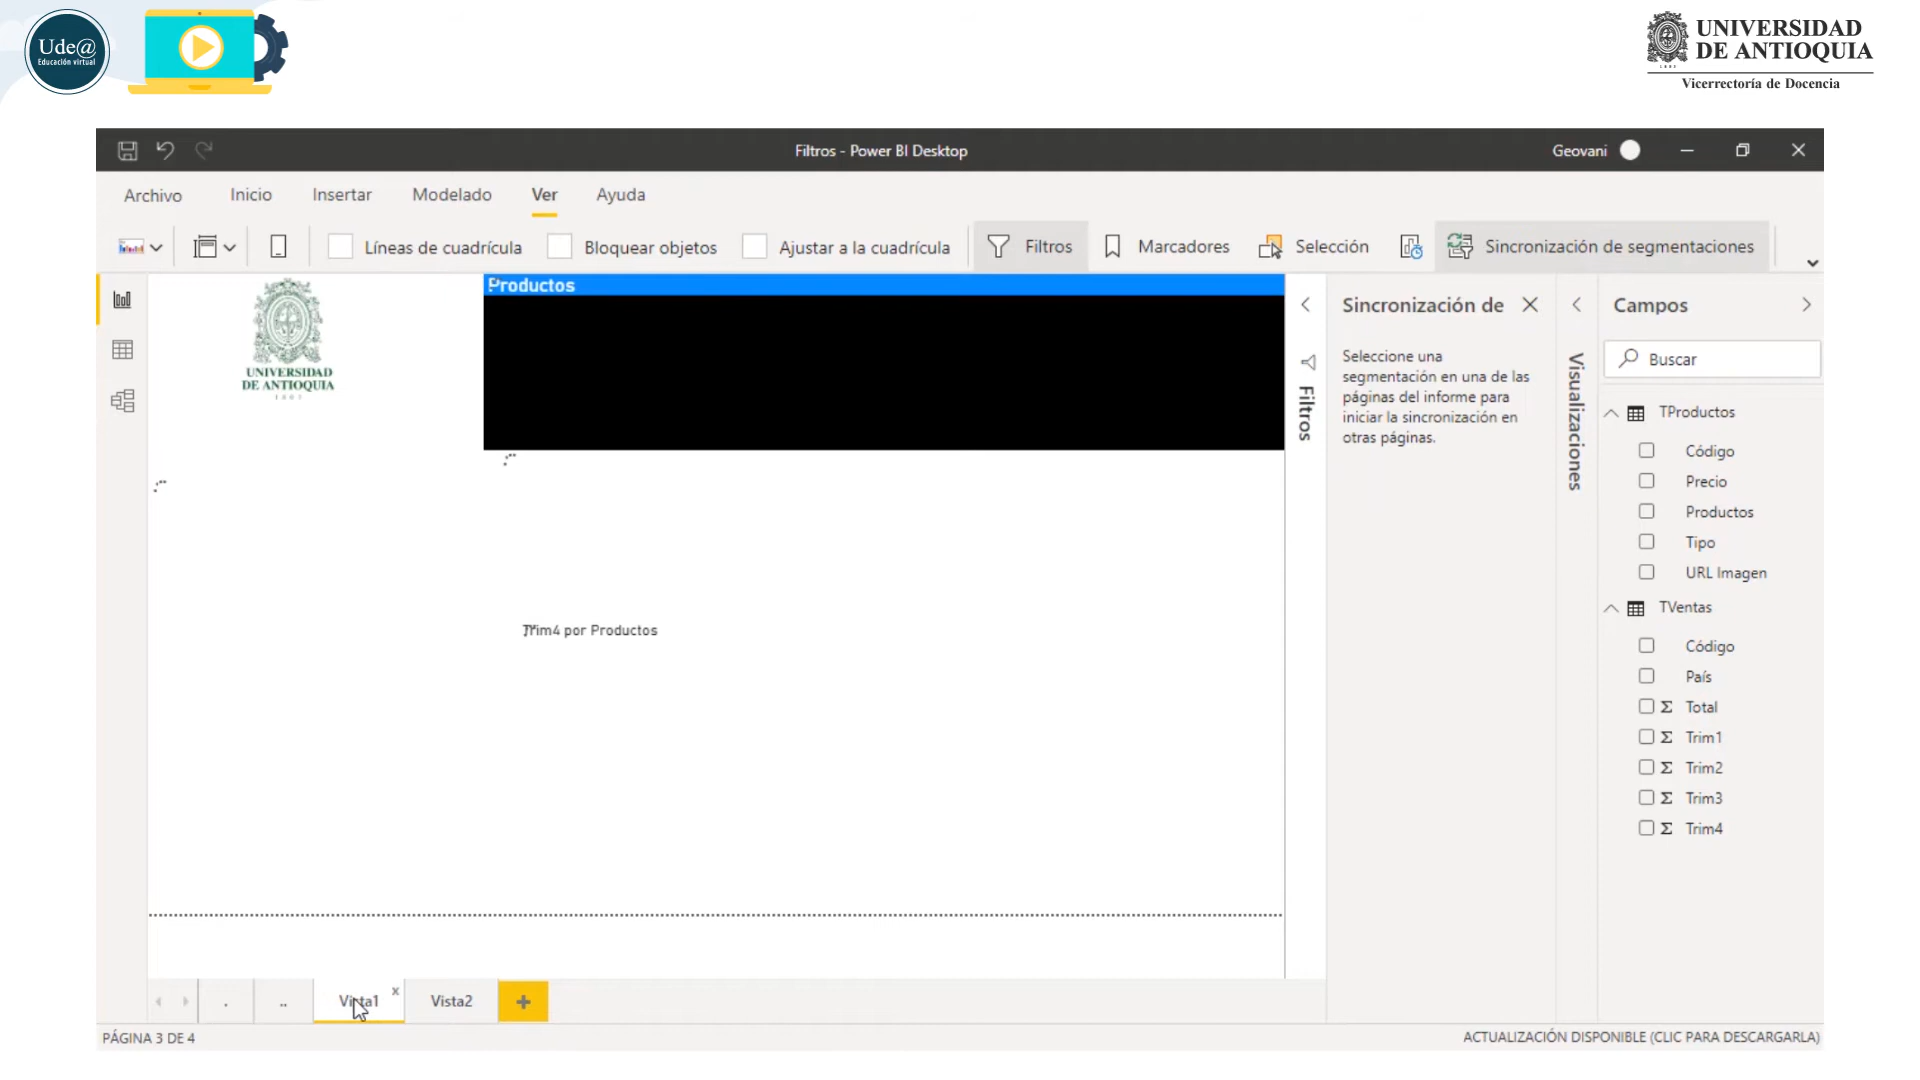 Ude@
Educación virtual
UNIVERSIDAD
DE ANTIOQUIA
1803
Vicerrectoría de Docencia
Filtros - Power BI Desktop
Geovani
Archivo
Inicio
Insertar
Modelado
Ver
Ayuda
Líneas de cuadrícula
Bloquear objetos
Ajustar a la cuadrícula
Filtros
Marcadores
Selección
Sincronización de segmentaciones
UNIVERSIDAD
DE ANTIOQUIA
1803
Productos
Trim4 por Productos
Filtros
Sincronización de
Seleccione una
segmentación en una de las
páginas del informe para
iniciar la sincronización en
otras páginas.
Visualizaciones
Campos
Buscar
TProductos
Código
Precio
Productos
Tipo
URL Imagen
TVentas
Código
País
Σ Total
Σ Trim1
Σ Trim2
Σ Trim3
Σ Trim4
.
..
Vista1
x
Vista2
+
PÁGINA 3 DE 4
ACTUALIZACIÓN DISPONIBLE (CLIC PARA DESCARGARLA)